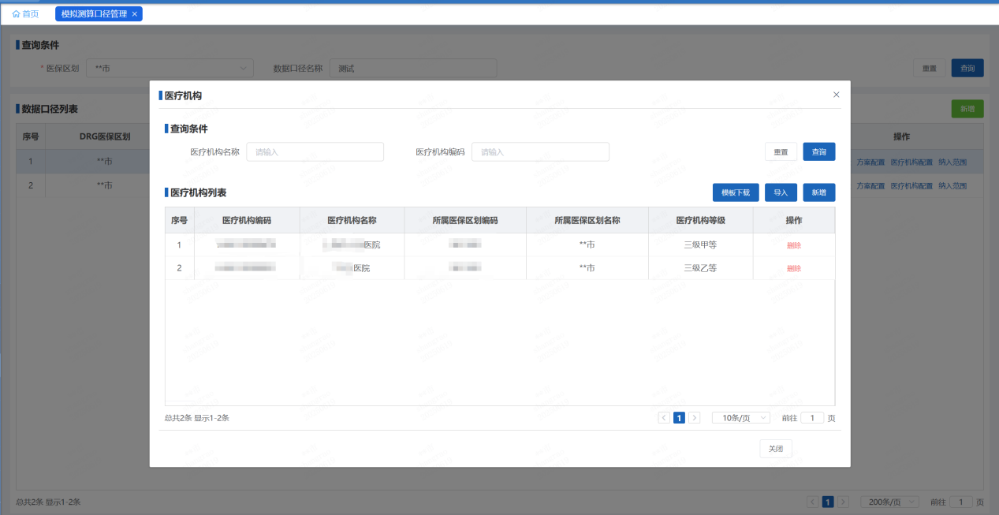 首页 模拟测算口径管理 ×
查询条件
* 医保区划 **市 数据口径名称 测试 重置 查询
医疗机构 ×
数据口径列表 新增
查询条件
序号 DRG医保区划 操作
医疗机构名称 请输入 医疗机构编码 请输入 重置 查询
1 **市 方案配置 医疗机构配置 纳入范围
2 **市 方案配置 医疗机构配置 纳入范围
医疗机构列表 模板下载 导入 新增
序号 医疗机构编码 医疗机构名称 所属医保区划编码 所属医保区划名称 医疗机构等级 操作
1 医院 **市 三级甲等 删除
2 医院 **市 三级乙等 删除
总共2条 显示1-2条 < 1 > 10条/页 前往 1 页
关闭
总共2条 显示1-2条 < 1 > 200条/页 前往 1 页